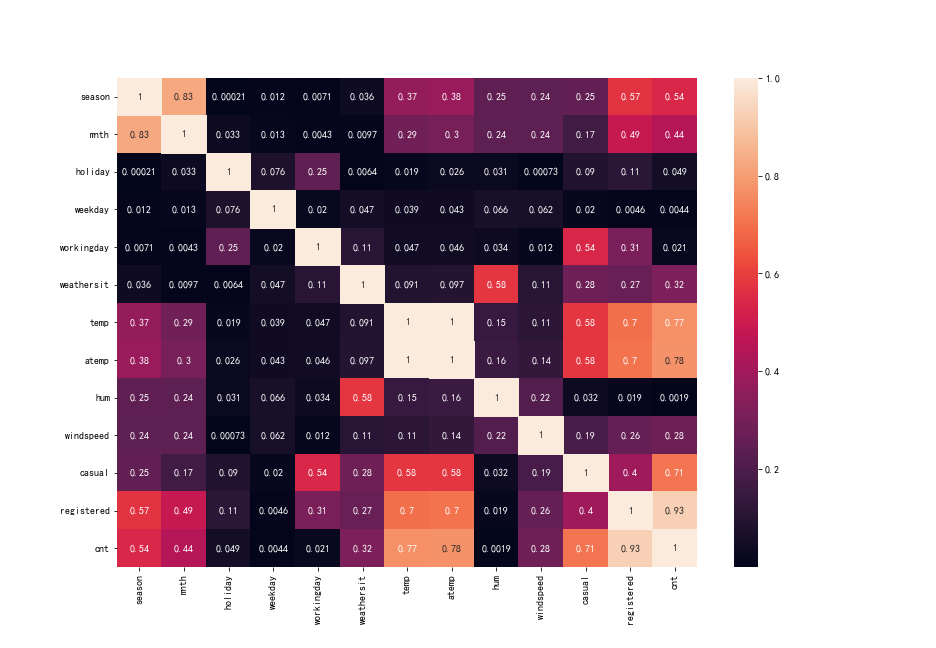 season 1 0.83 0.00021 0.012 0.0071 0.036 0.37 0.38 0.25 0.24 0.25 0.57 0.54
mnth 0.83 1 0.033 0.013 0.0043 0.0097 0.29 0.3 0.24 0.24 0.17 0.49 0.44
holiday 0.00021 0.033 1 0.076 0.25 0.0064 0.019 0.026 0.031 0.00073 0.09 0.11 0.049
weekday 0.012 0.013 0.076 1 0.02 0.047 0.039 0.043 0.066 0.062 0.02 0.0046 0.0044
workingday 0.0071 0.0043 0.25 0.02 1 0.11 0.047 0.046 0.034 0.012 0.54 0.31 0.021
weathersit 0.036 0.0097 0.0064 0.047 0.11 1 0.091 0.097 0.58 0.11 0.28 0.27 0.32
temp 0.37 0.29 0.019 0.039 0.047 0.091 1 1 0.15 0.11 0.58 0.7 0.77
atemp 0.38 0.3 0.026 0.043 0.046 0.097 1 1 0.16 0.14 0.58 0.7 0.78
hum 0.25 0.24 0.031 0.066 0.034 0.58 0.15 0.16 1 0.22 0.032 0.019 0.0019
windspeed 0.24 0.24 0.00073 0.062 0.012 0.11 0.11 0.14 0.22 1 0.19 0.26 0.28
casual 0.25 0.17 0.09 0.02 0.54 0.28 0.58 0.58 0.032 0.19 1 0.4 0.71
registered 0.57 0.49 0.11 0.0046 0.31 0.27 0.7 0.7 0.019 0.26 0.4 1 0.93
cnt 0.54 0.44 0.049 0.0044 0.021 0.32 0.77 0.78 0.0019 0.28 0.71 0.93 1
season mnth holiday weekday workingday weathersit temp atemp hum windspeed casual registered cnt
1.0
0.8
0.6
0.4
0.2